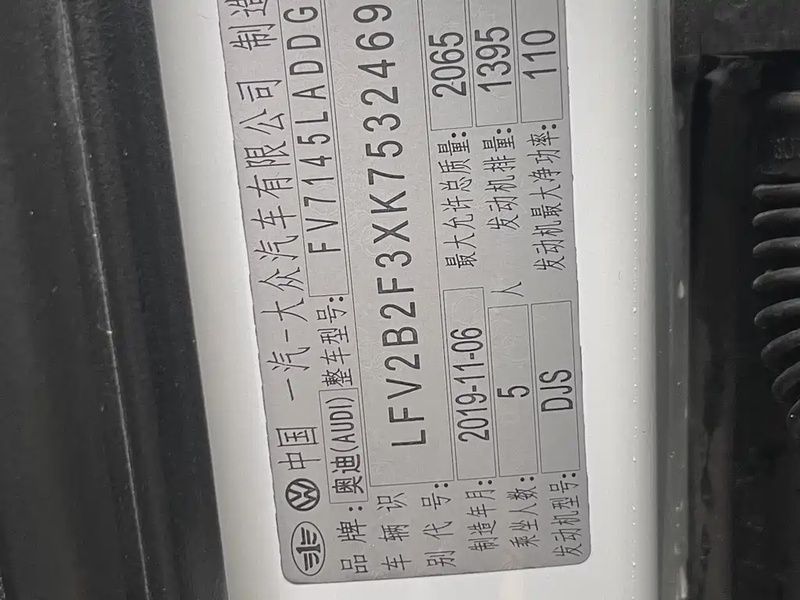 中国 一汽-大众汽车有限公司 制造
品牌: 奥迪(AUDI) 整车型号: FV7145LADDG
车辆识别代号: LFV2B2F3XK7532469
制造年月: 2019-11-06 最大允许总质量: 2065
乘坐人数: 5 人 发动机排量: 1395
发动机型号: DJS 发动机最大净功率: 110